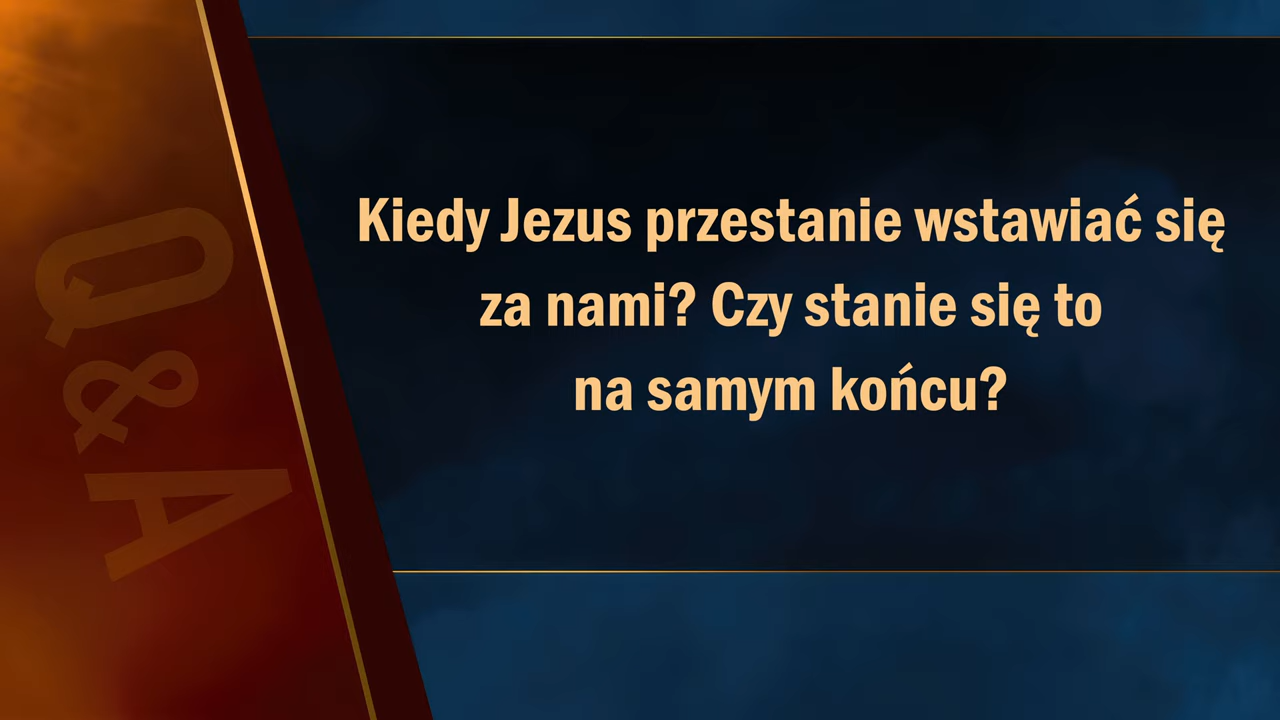 Q & A
Kiedy Jezus przestanie wstawiać się
za nami? Czy stanie się to
na samym końcu?